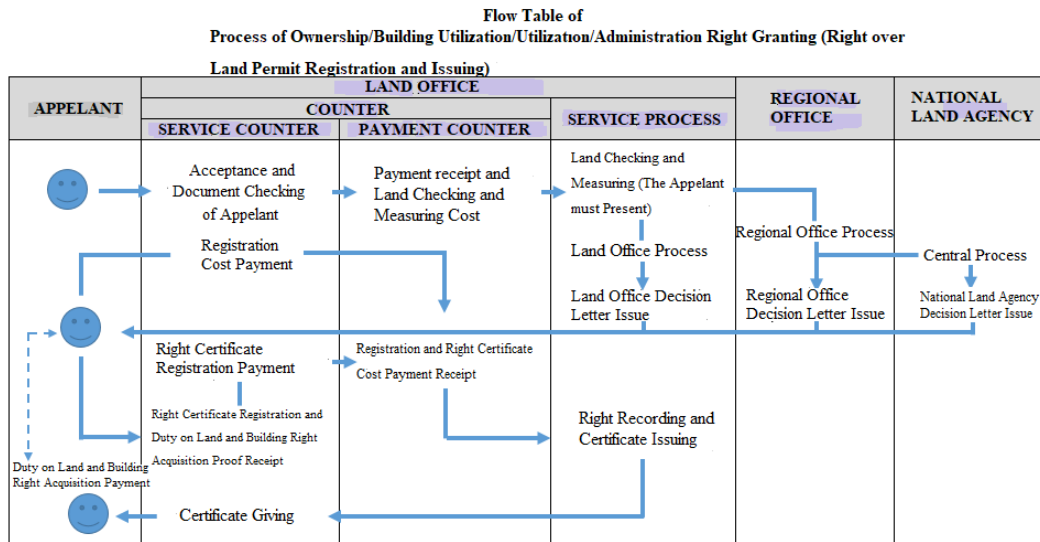 Flow Table of
Process of Ownership/Building Utilization/Utilization/Administration Right Granting (Right over
Land Permit Registration and Issuing)
APPELANT
LAND OFFICE
COUNTER
SERVICE COUNTER
PAYMENT COUNTER
SERVICE PROCESS
REGIONAL
OFFICE
NATIONAL
LAND AGENCY
Acceptance and
Document Checking
of Appelant
Payment receipt and
Land Checking and
Measuring Cost
Land Checking and
Measuring (The Appelant
must Present)
Registration
Cost Payment
Land Office Process
Regional Office Process
Central Process
Land Office Decision
Letter Issue
Regional Office
Decision Letter Issue
National Land Agency
Decision Letter Issue
Right Certificate
Registration Payment
Registration and Right Certificate
Cost Payment Receipt
Right Certificate Registration and
Duty on Land and Building Right
Acquisition Proof Receipt
Right Recording and
Certificate Issuing
Duty on Land and Building
Right Acquisition Payment
Certificate Giving